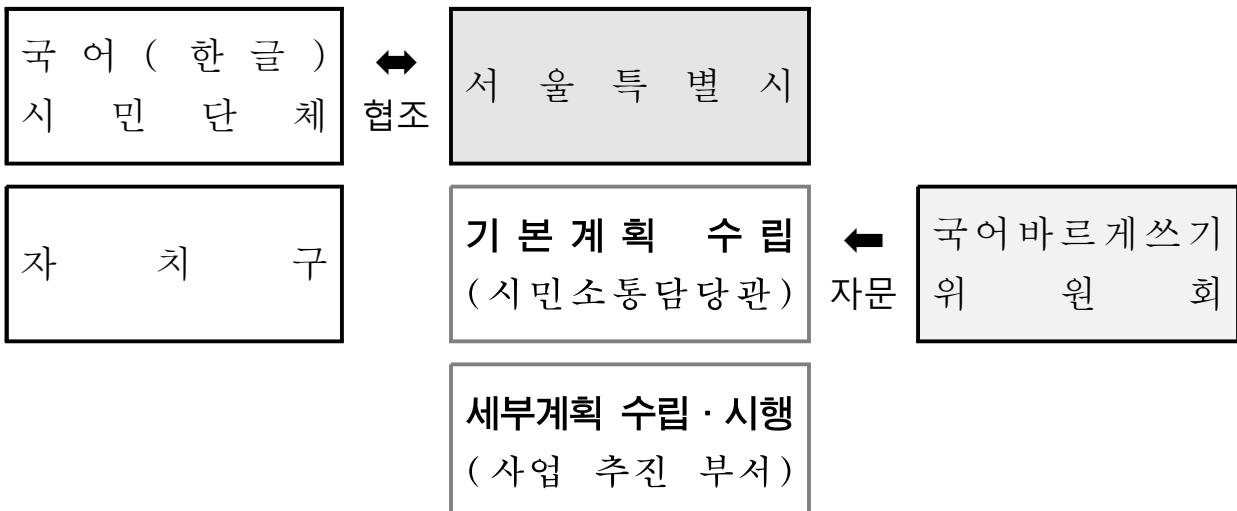 국어(한글)
시민단체
⬌
협조
서울특별시
자치구
기본계획 수립
(시민소통담당관)
⬅
자문
국어바르게쓰기
위원회
세부계획 수립·시행
(사업 추진 부서)